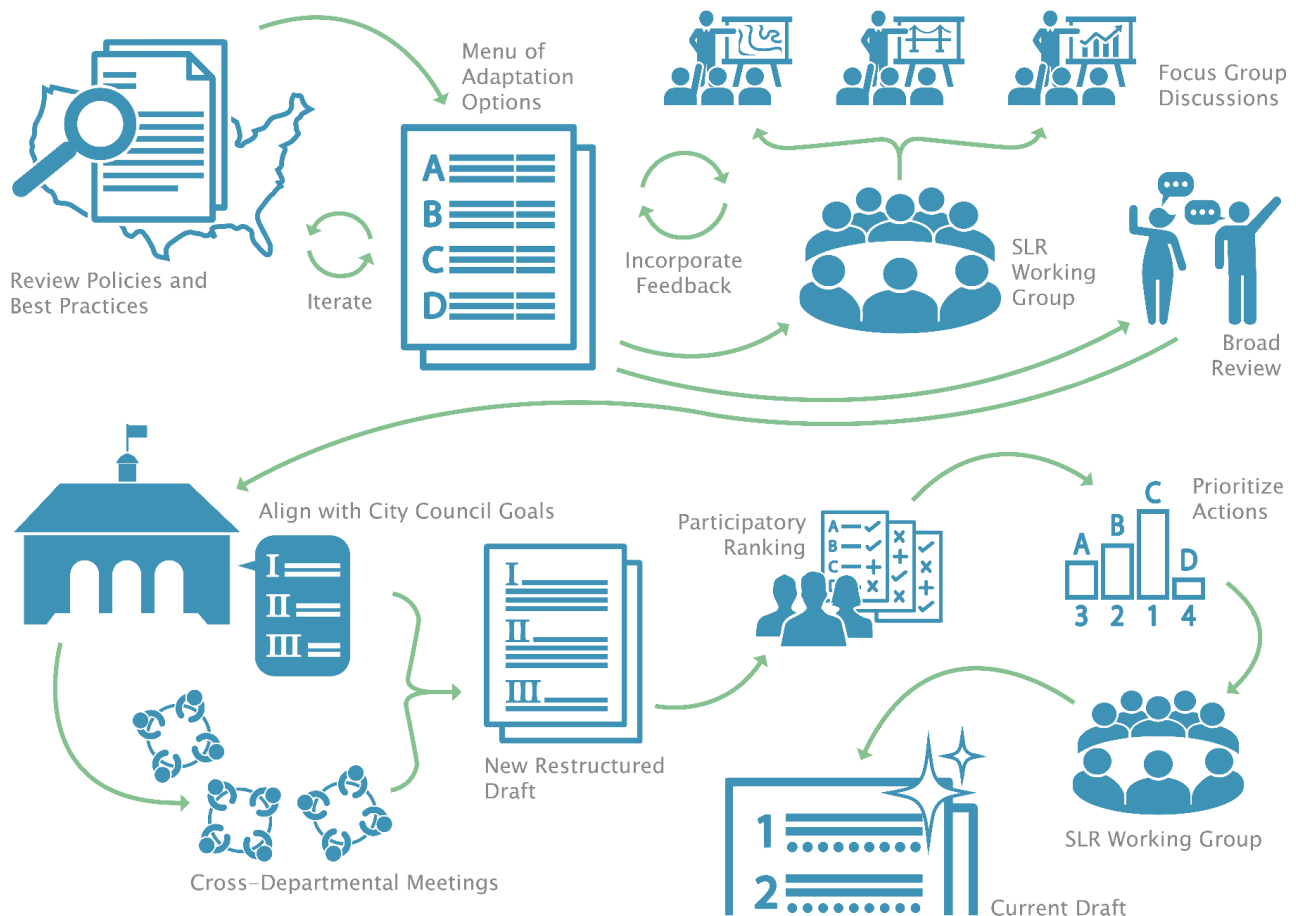 Menu of
Adaptation
Options
A
B
C
D
Focus Group
Discussions
Review Policies and
Best Practices
Iterate
Incorporate
Feedback
SLR
Working
Group
Broad
Review
Align with City Council Goals
I
II
III
Cross-Departmental Meetings
I
II
III
New Restructured
Draft
Participatory
Ranking
A
B
C
Prioritize
Actions
A B C D
3 2 1 4
SLR Working Group
1
2
Current Draft